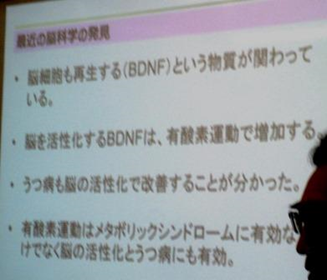 最近の脳科学の発見
・ 脳細胞も再生する（BDNF）という物質が関わって
いる。
・ 脳を活性化するBDNFは、有酸素運動で増加する。
・ うつ病も脳の活性化で改善することが分かった。
・ 有酸素運動はメタボリックシンドロームに有効な
けでなく脳の活性化とうつ病にも有効。